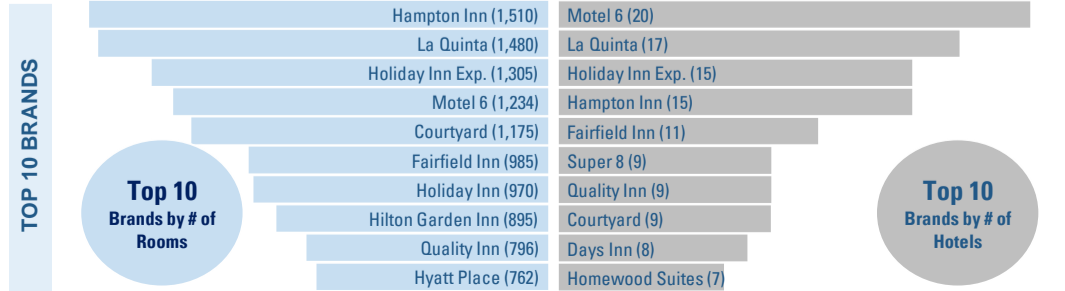 TOP 10 BRANDS
Hampton Inn (1,510)
La Quinta (1,480)
Holiday Inn Exp. (1,305)
Motel 6 (1,234)
Courtyard (1,175)
Fairfield Inn (985)
Holiday Inn (970)
Hilton Garden Inn (895)
Quality Inn (796)
Hyatt Place (762)
Top 10
Brands by # of
Rooms
Motel 6 (20)
La Quinta (17)
Holiday Inn Exp. (15)
Hampton Inn (15)
Fairfield Inn (11)
Super 8 (9)
Quality Inn (9)
Courtyard (9)
Days Inn (8)
Homewood Suites (7)
Top 10
Brands by # of
Hotels